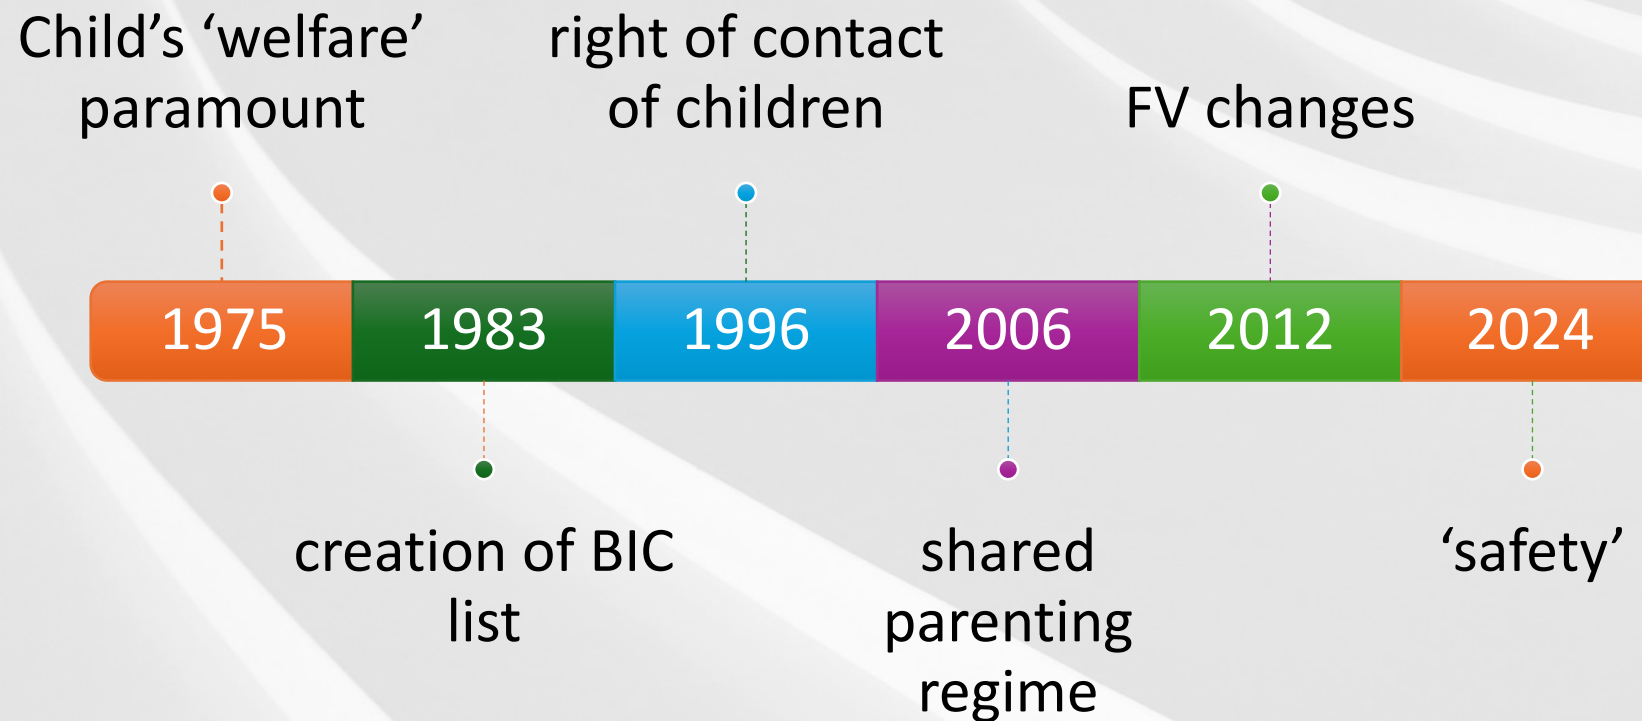 Child’s ‘welfare’
paramount
right of contact
of children
FV changes
1975
1983
1996
2006
2012
2024
creation of BIC
list
shared
parenting
regime
‘safety’